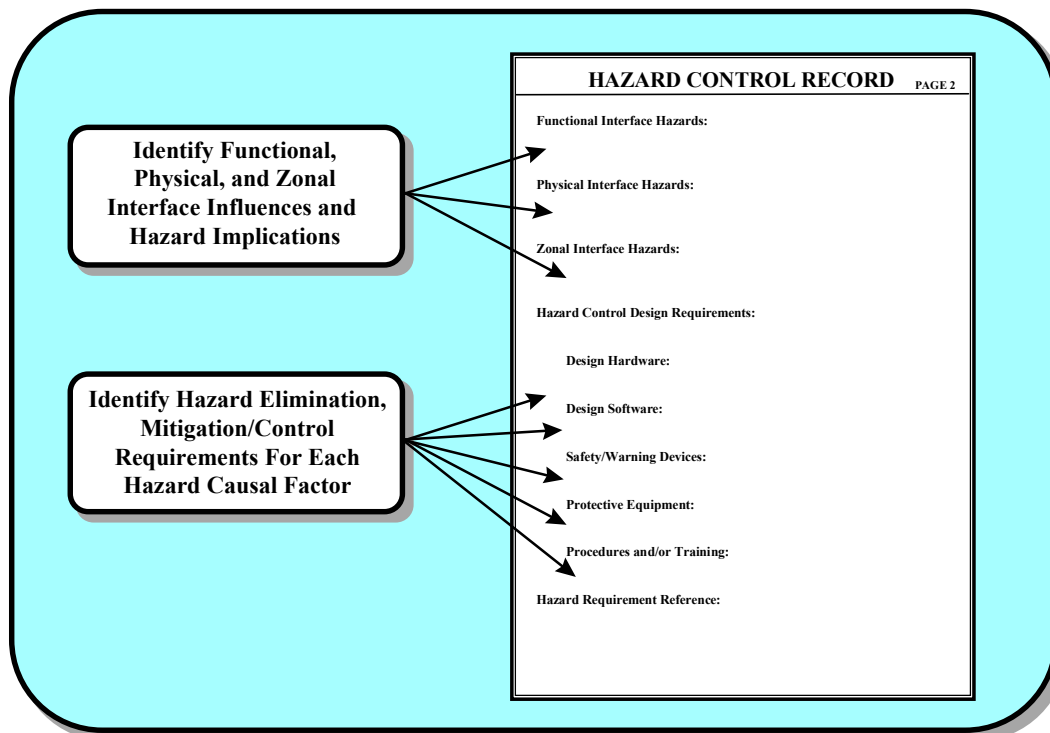 HAZARD CONTROL RECORD PAGE 2
Functional Interface Hazards:
Identify Functional,
Physical, and Zonal
Interface Influences and
Hazard Implications
Physical Interface Hazards:
Zonal Interface Hazards:
Hazard Control Design Requirements:
Design Hardware:
Identify Hazard Elimination,
Mitigation/Control
Requirements For Each
Hazard Causal Factor
Design Software:
Safety/Warning Devices:
Protective Equipment:
Procedures and/or Training:
Hazard Requirement Reference: